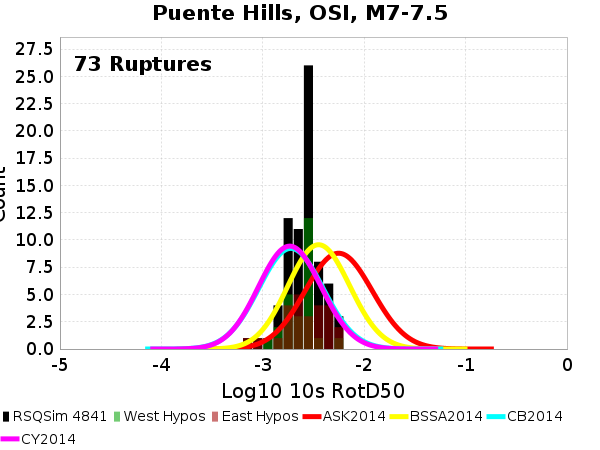 Puente Hills, OSI, M7-7.5
73 Ruptures
27.5
25.0
22.5
20.0
17.5
15.0
12.5
10.0
7.5
5.0
2.5
0.0
-5 -4 -3 -2 -1 0
Log10 10s RotD50
RSQSim 4841 West Hypos East Hypos ASK2014 BSSA2014 CB2014
CY2014